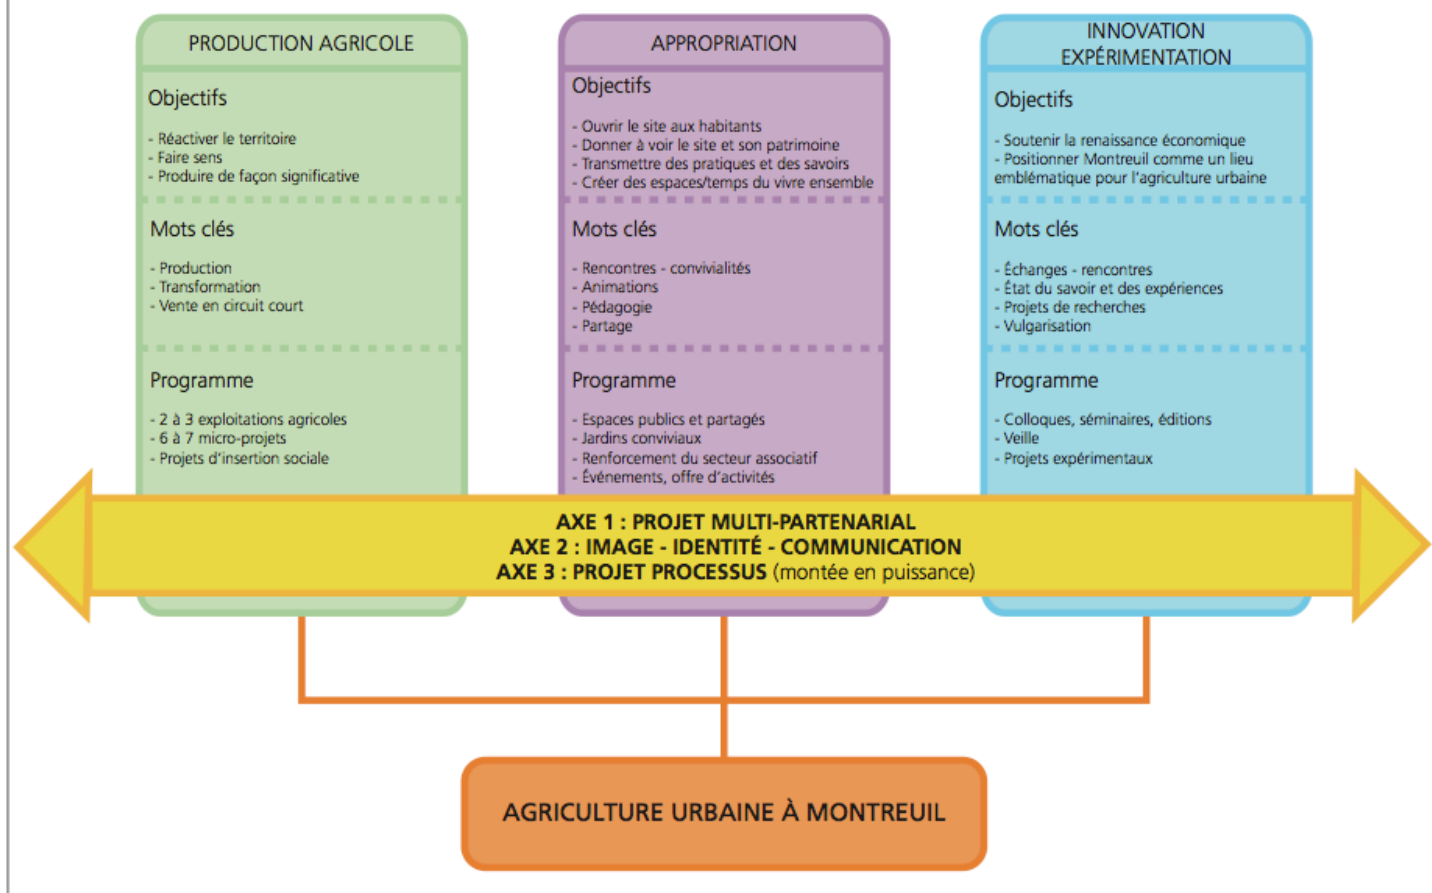 PRODUCTION AGRICOLE
Objectifs
- Réactiver le territoire
- Faire sens
- Produire de façon significative
Mots clés
- Production
- Transformation
- Vente en circuit court
Programme
- 2 à 3 exploitations agricoles
- 6 à 7 micro-projets
- Projets d'insertion sociale
APPROPRIATION
Objectifs
- Ouvrir le site aux habitants
- Donner à voir le site et son patrimoine
- Transmettre des pratiques et des savoirs
- Créer des espaces/temps du vivre ensemble
Mots clés
- Rencontres - convivialités
- Animations
- Pédagogie
- Partage
Programme
- Espaces publics et partagés
- Jardins conviviaux
- Renforcement du secteur associatif
- Événements, offre d'activités
INNOVATION
EXPÉRIMENTATION
Objectifs
- Soutenir la renaissance économique
- Positionner Montreuil comme un lieu
emblématique pour l'agriculture urbaine
Mots clés
- Échanges - rencontres
- État du savoir et des expériences
- Projets de recherches
- Vulgarisation
Programme
- Colloques, séminaires, éditions
- Veille
- Projets expérimentaux
AXE 1 : PROJET MULTI-PARTENARIAL
AXE 2 : IMAGE - IDENTITÉ - COMMUNICATION
AXE 3 : PROJET PROCESSUS (montée en puissance)
AGRICULTURE URBAINE À MONTREUIL